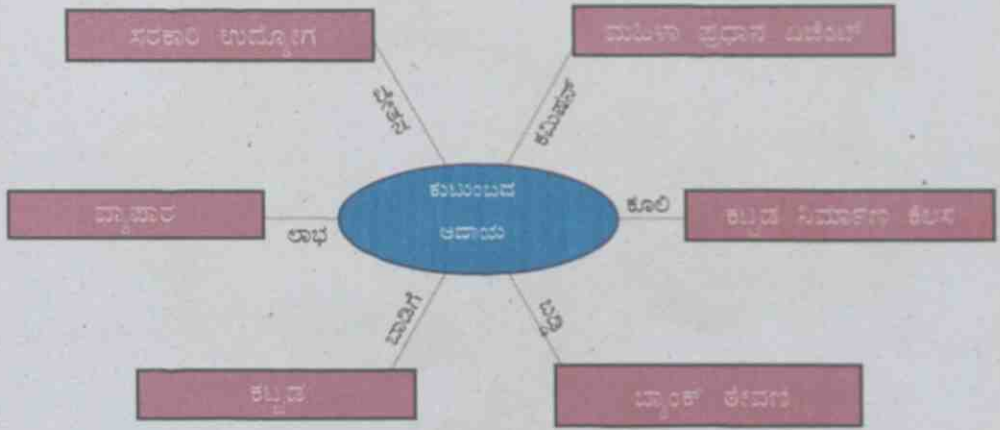 ಸರಕಾರಿ ಉದ್ಯೋಗ
ಮಹಿಳಾ ಪ್ರಧಾನ ಏಜೆಂಟ್
ವೇತನ
ಕಮಿಷನ್
ಕುಟುಂಬದ
ಆದಾಯ
ವ್ಯಾಪಾರ
ಲಾಭ
ಕೂಲಿ
ಕಟ್ಟಡ ನಿರ್ಮಾಣ ಕೆಲಸ
ಬಾಡಿಗೆ
ಬಡ್ಡಿ
ಕಟ್ಟಡ
ಬ್ಯಾಂಕ್ ಠೇವಣಿ